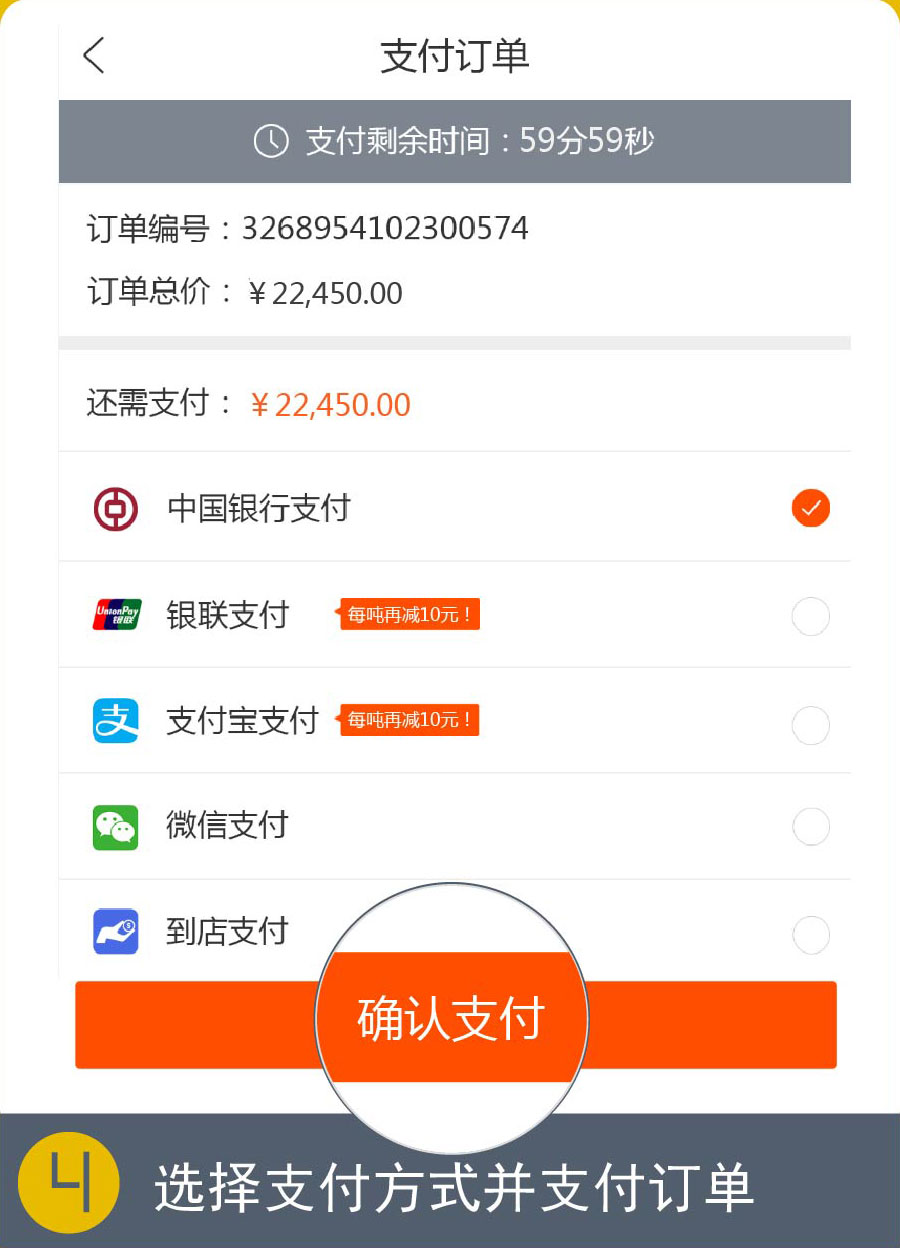 支付订单
支付剩余时间：59分59秒
订单编号：3268954102300574
订单总价：￥22,450.00
还需支付：￥22,450.00
中国银行支付
UnionPay
银联
银联支付 每吨再减10元！
支 支付宝支付 每吨再减10元！
微信支付
到店支付
确认支付
4 选择支付方式并支付订单